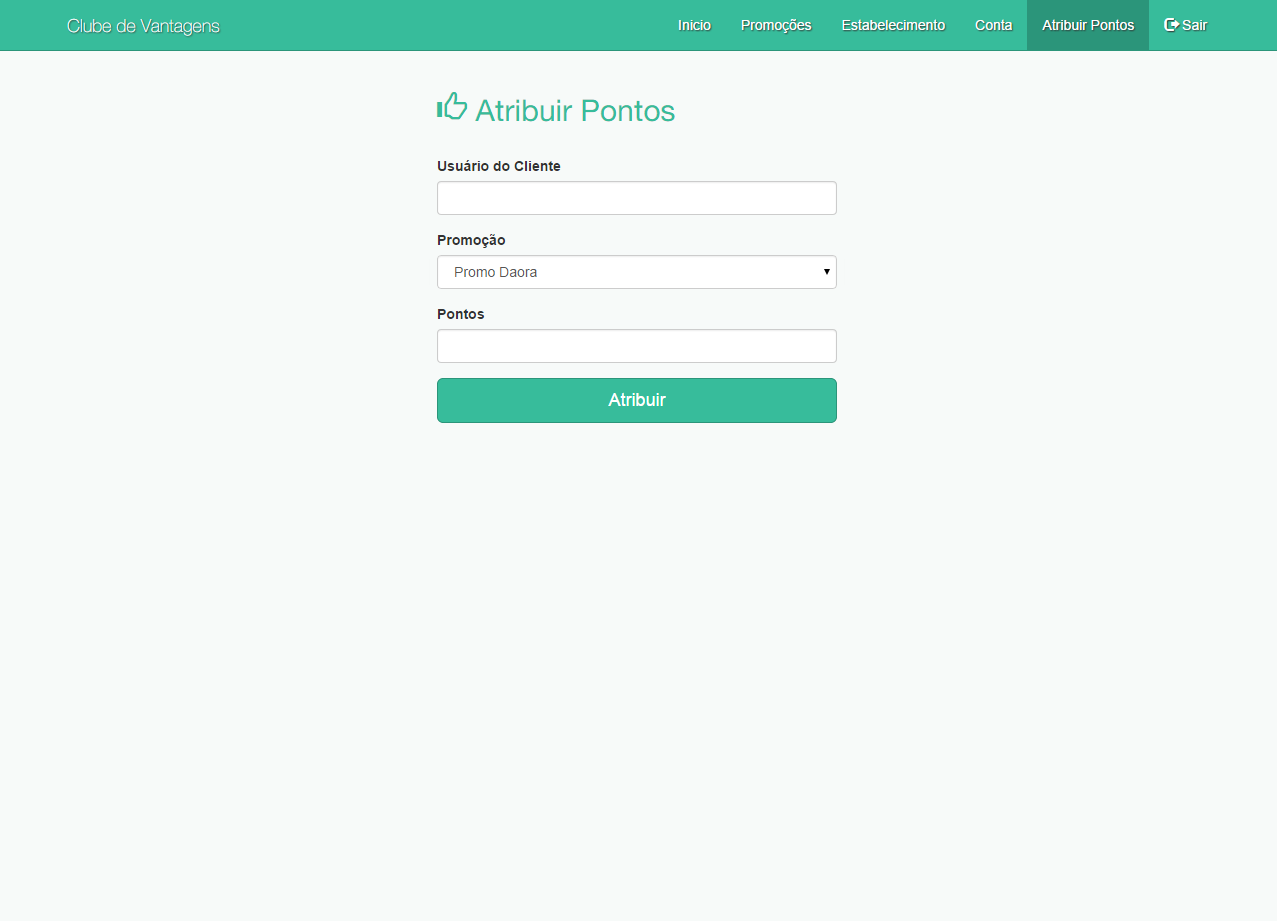 Clube de Vantagens
Inicio
Promoções
Estabelecimento
Conta
Atribuir Pontos
Sair
Atribuir Pontos
Usuário do Cliente
Promoção
Promo Daora
Pontos
Atribuir